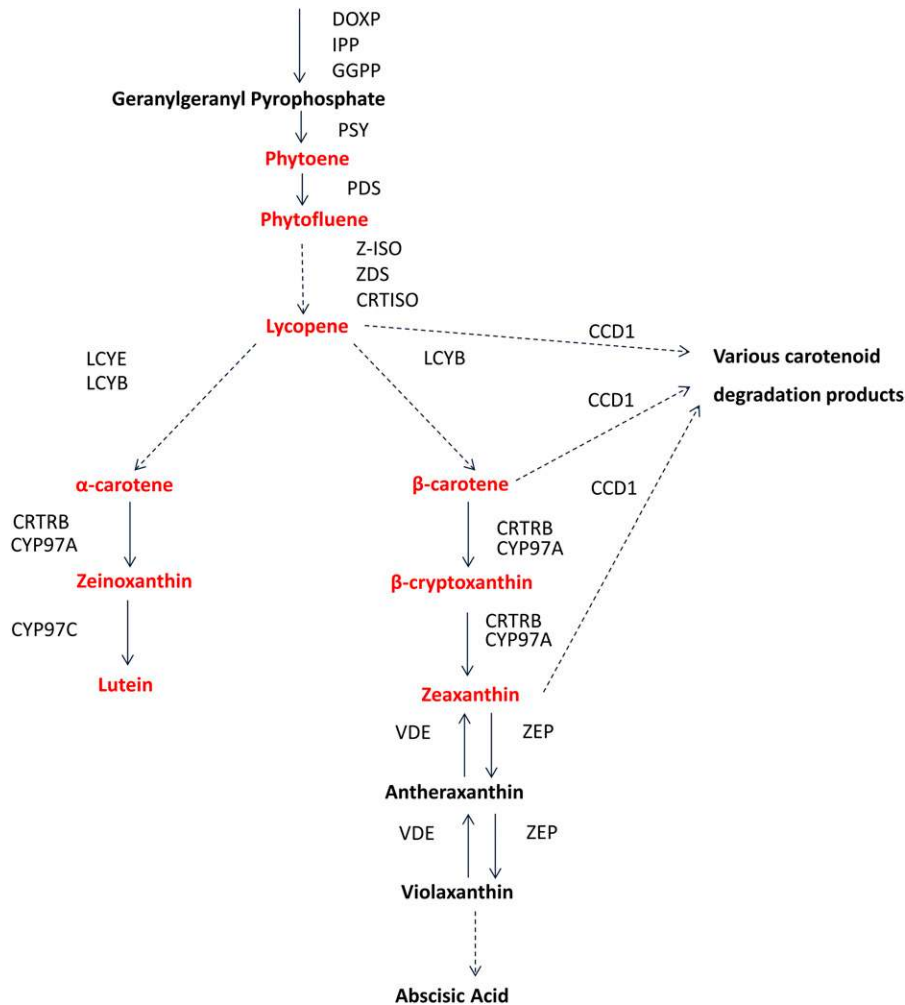 DOXP
IPP
GGPP
Geranylgeranyl Pyrophosphate
PSY
Phytoene
PDS
Phytofluene
Z-ISO
ZDS
CRTISO
Lycopene
CCD1
LCYE
LCYB
LCYB
Various carotenoid
degradation products
CCD1
α-carotene
β-carotene
CCD1
CRTRB
CYP97A
CRTRB
CYP97A
Zeinoxanthin
β-cryptoxanthin
CYP97C
CRTRB
CYP97A
Lutein
Zeaxanthin
VDE
ZEP
Antheraxanthin
VDE
ZEP
Violaxanthin
Abscisic Acid